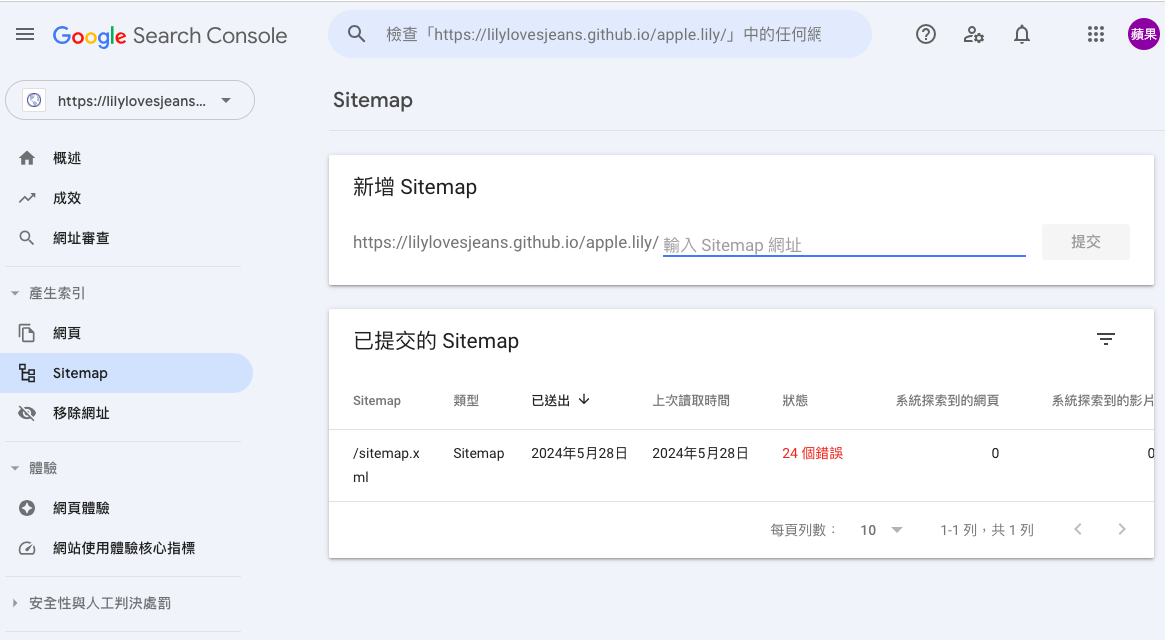 Google Search Console
檢查「https://lilylovesjeans.github.io/apple.lily/」中的任何網
蘋果
https://lilylovesjeans...
概述
成效
網址審查
產生索引
網頁
Sitemap
移除網址
體驗
網頁體驗
網站使用體驗核心指標
安全性與人工判決處罰
Sitemap
新增 Sitemap
https://lilylovesjeans.github.io/apple.lily/ 輸入 Sitemap 網址 提交
已提交的 Sitemap
Sitemap 類型 已送出 上次讀取時間 狀態 系統探索到的網頁 系統探索到的影片
/sitemap.x Sitemap 2024年5月28日 2024年5月28日 24 個錯誤 0 0
ml
每頁列數： 10 1-1 列，共 1 列